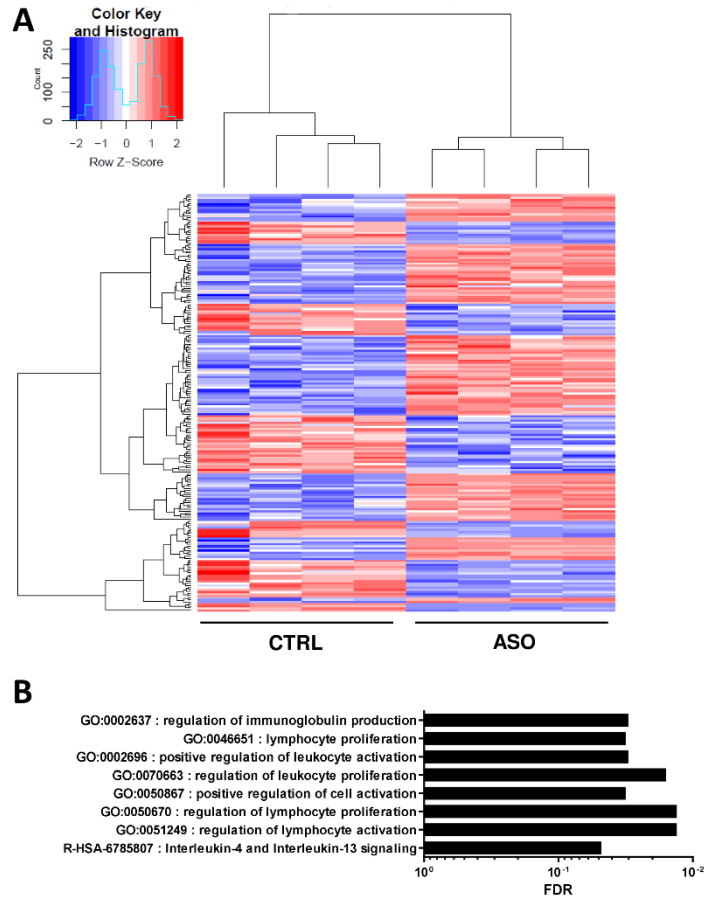 A
Color Key
and Histogram
Count
0 100 250
−2 −1 0 1 2
Row Z−Score
CTRL ASO
B
GO:0002637 : regulation of immunoglobulin production
GO:0046651 : lymphocyte proliferation
GO:0002696 : positive regulation of leukocyte activation
GO:0070663 : regulation of leukocyte proliferation
GO:0050867 : positive regulation of cell activation
GO:0050670 : regulation of lymphocyte proliferation
GO:0051249 : regulation of lymphocyte activation
R-HSA-6785807 : Interleukin-4 and Interleukin-13 signaling
10⁰ 10⁻¹ 10⁻²
FDR